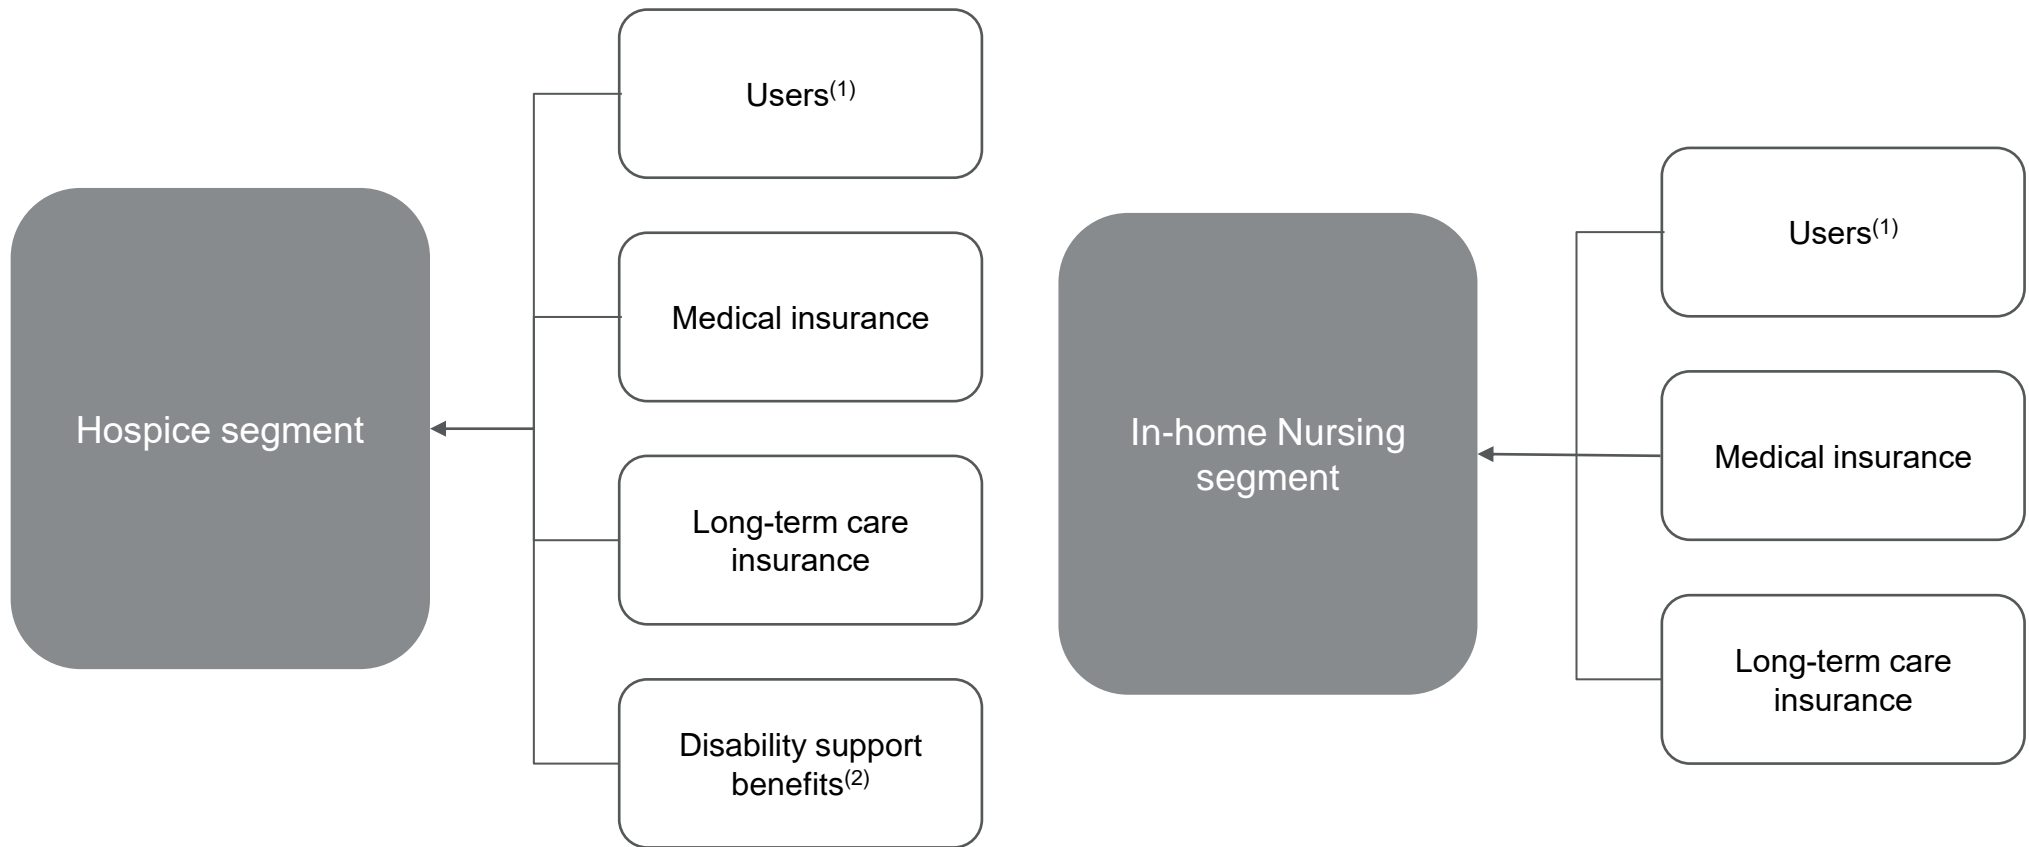 Users(1)
Medical insurance
Hospice segment
Long-term care
insurance
Disability support
benefits(2)
Users(1)
Medical insurance
In-home Nursing
segment
Long-term care
insurance